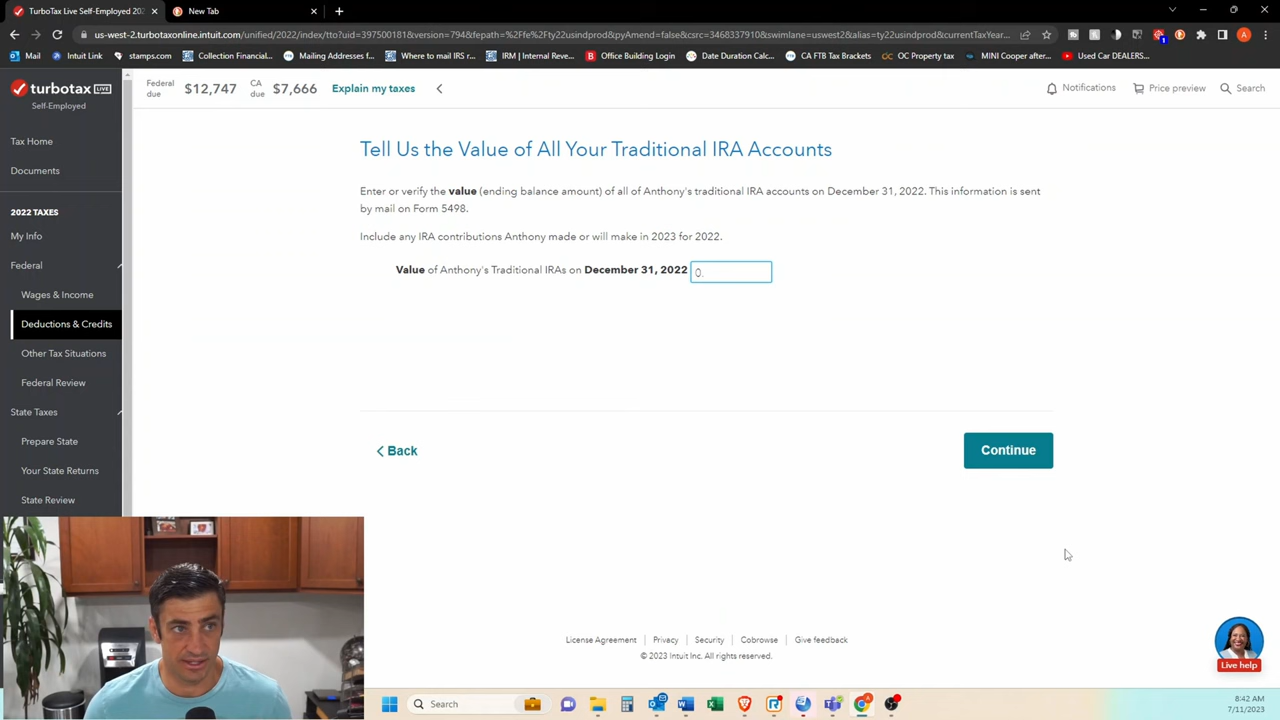 TurboTax Live Self-Employed 202
New Tab
us-west-2.turbotaxonline.intuit.com/unified/2022/index/tto?uid=397500181&version=794&fepath=%2Ffe%2Fty22usindprod&pyAmend=false&csrc=3468337910&swimlane=uswest2&alias=ty22usindprod&currentTaxYear...
Mail
Intuit Link
stamps.com
Collection Financi...
Mailing Addresses f...
Where to mail IRS r...
IRM | Internal Reve...
Office Building Login
Date Duration Calcu...
CA FTB Tax Brackets
OC Property tax
MINI Cooper after...
Used Car DEALERS...
turbotax LIVE
Self-Employed
Federal due $12,747
CA due $7,666
Explain my taxes
Notifications
Price preview
Search
Tax Home
Documents
2022 TAXES
My Info
Federal
Wages & Income
Deductions & Credits
Other Tax Situations
Federal Review
State Taxes
Prepare State
Your State Returns
State Review
Tell Us the Value of All Your Traditional IRA Accounts
Enter or verify the value (ending balance amount) of all of Anthony's traditional IRA accounts on December 31, 2022. This information is sent
by mail on Form 5498.
Include any IRA contributions Anthony made or will make in 2023 for 2022.
Value of Anthony's Traditional IRAs on December 31, 2022 0.
Back
Continue
License Agreement | Privacy | Security | Cobrowse | Give feedback
© 2023 Intuit Inc. All rights reserved.
Live help
Search
8:42 AM
7/11/2023